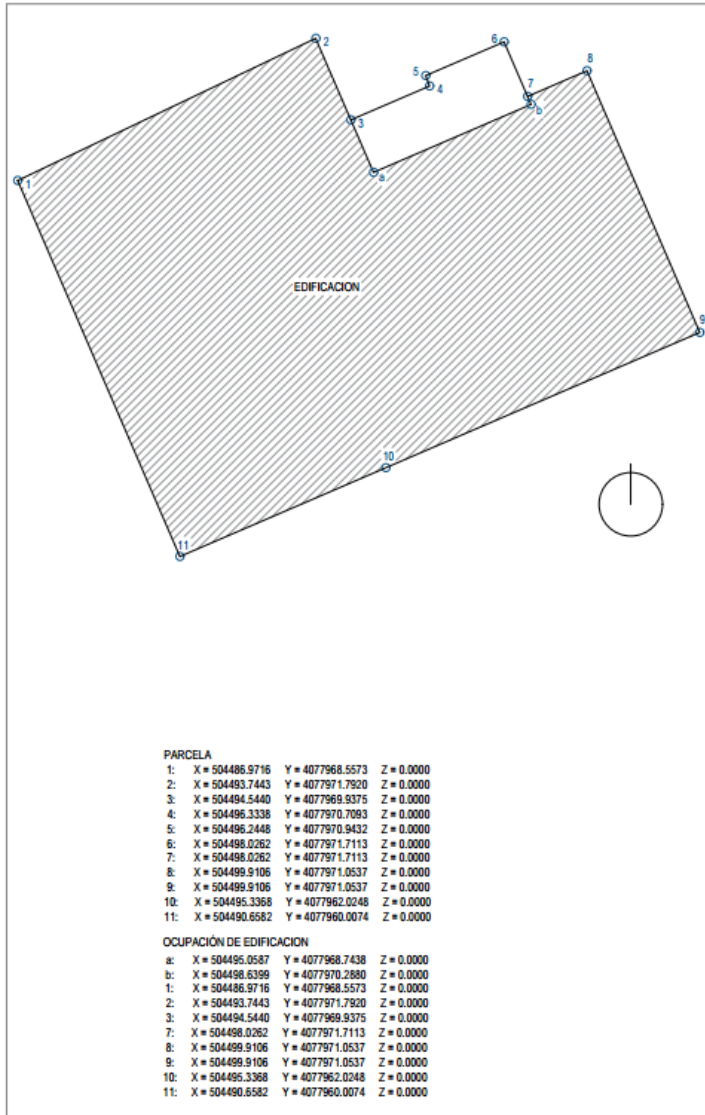 2
6
8
5
4
7
b
3
1
a
EDIFICACION
9
10
11
PARCELA
1: X = 504486.9716 Y = 4077968.5573 Z = 0.0000
2: X = 504493.7443 Y = 4077971.7920 Z = 0.0000
3: X = 504494.5440 Y = 4077969.9375 Z = 0.0000
4: X = 504496.3338 Y = 4077970.7093 Z = 0.0000
5: X = 504496.2448 Y = 4077970.9432 Z = 0.0000
6: X = 504498.0262 Y = 4077971.7113 Z = 0.0000
7: X = 504498.0262 Y = 4077971.7113 Z = 0.0000
8: X = 504499.9106 Y = 4077971.0537 Z = 0.0000
9: X = 504499.9106 Y = 4077971.0537 Z = 0.0000
10: X = 504495.3368 Y = 4077962.0248 Z = 0.0000
11: X = 504490.6582 Y = 4077960.0074 Z = 0.0000
OCUPACIÓN DE EDIFICACION
a: X = 504495.0587 Y = 4077968.7438 Z = 0.0000
b: X = 504498.6399 Y = 4077970.2880 Z = 0.0000
1: X = 504486.9716 Y = 4077968.5573 Z = 0.0000
2: X = 504493.7443 Y = 4077971.7920 Z = 0.0000
3: X = 504494.5440 Y = 4077969.9375 Z = 0.0000
7: X = 504498.0262 Y = 4077971.7113 Z = 0.0000
8: X = 504499.9106 Y = 4077971.0537 Z = 0.0000
9: X = 504499.9106 Y = 4077971.0537 Z = 0.0000
10: X = 504495.3368 Y = 4077962.0248 Z = 0.0000
11: X = 504490.6582 Y = 4077960.0074 Z = 0.0000